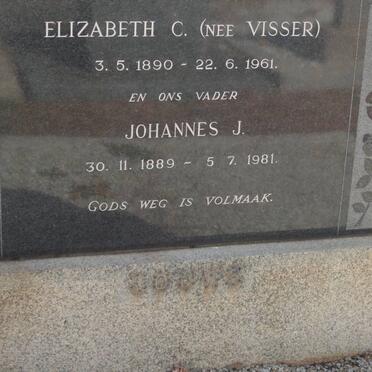 ELIZABETH C. (NEE VISSER)
3. 5. 1890 - 22. 6. 1961.
EN ONS VADER
JOHANNES J.
30. 11. 1889 - 5. 7. 1981.
GODS WEG IS VOLMAAK.